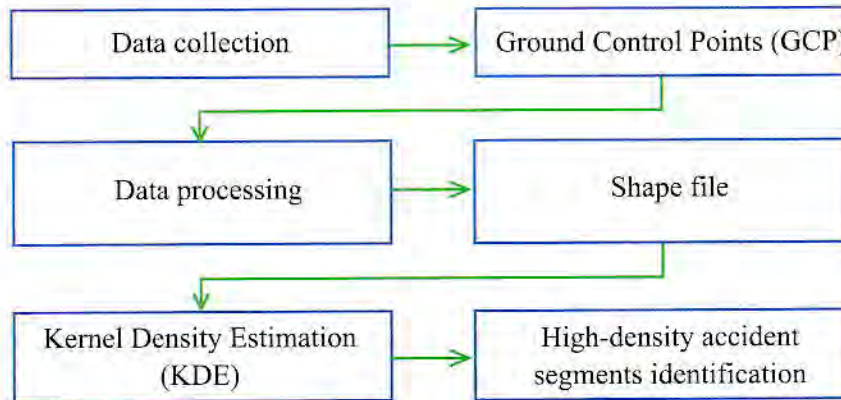 Data collection
Ground Control Points (GCP)
Data processing
Shape file
Kernel Density Estimation
(KDE)
High-density accident
segments identification